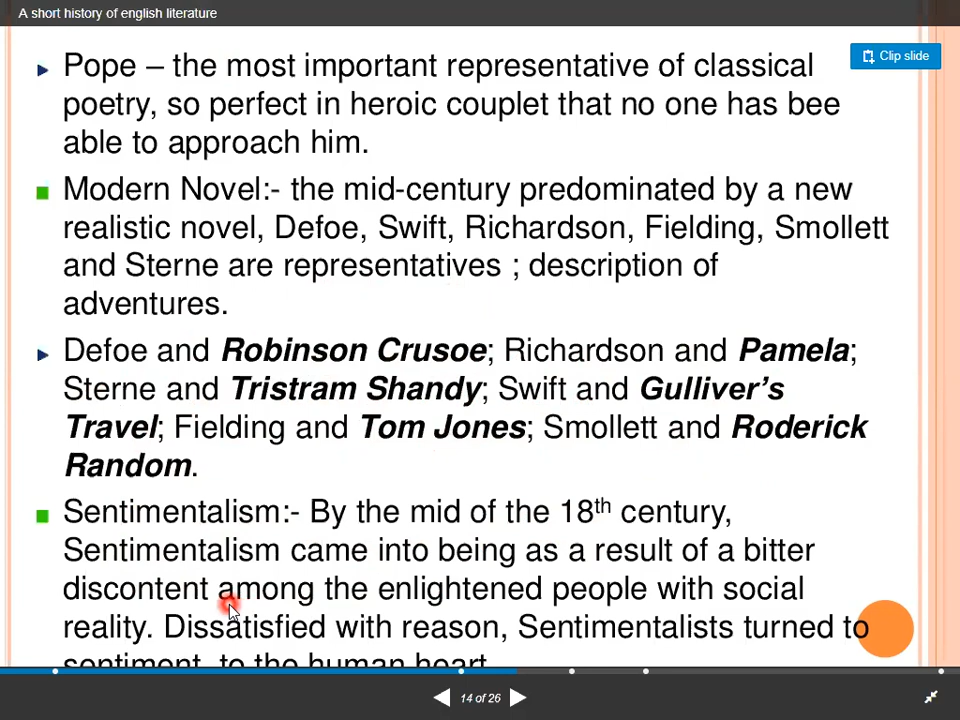 A short history of english literature
Clip slide
Pope – the most important representative of classical
poetry, so perfect in heroic couplet that no one has bee
able to approach him.
Modern Novel:- the mid-century predominated by a new
realistic novel, Defoe, Swift, Richardson, Fielding, Smollett
and Sterne are representatives ; description of
adventures.
Defoe and Robinson Crusoe; Richardson and Pamela;
Sterne and Tristram Shandy; Swift and Gulliver’s
Travel; Fielding and Tom Jones; Smollett and Roderick
Random.
Sentimentalism:- By the mid of the 18th century,
Sentimentalism came into being as a result of a bitter
discontent among the enlightened people with social
reality. Dissatisfied with reason, Sentimentalists turned to
sentiment, to the human heart
14 of 26